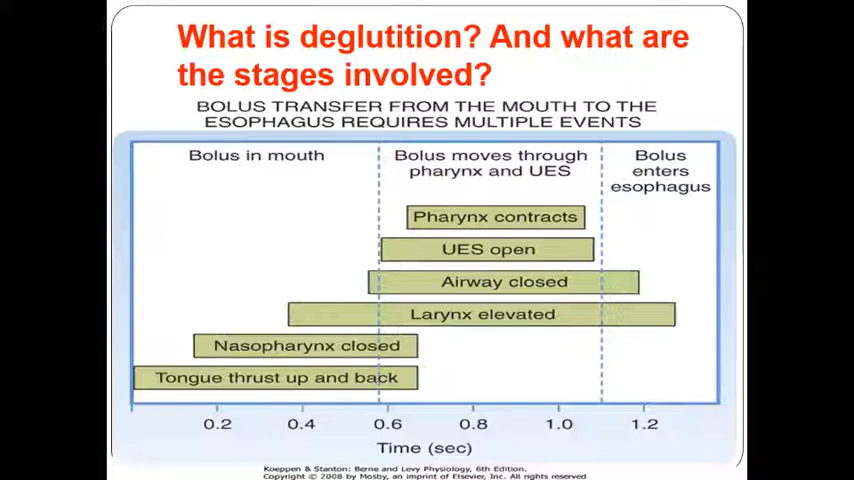 What is deglutition? And what are
the stages involved?
BOLUS TRANSFER FROM THE MOUTH TO THE
ESOPHAGUS REQUIRES MULTIPLE EVENTS
Bolus in mouth
Bolus moves through
pharynx and UES
Bolus
enters
esophagus
Pharynx contracts
UES open
Airway closed
Larynx elevated
Nasopharynx closed
Tongue thrust up and back
0.2 0.4 0.6 0.8 1.0 1.2
Time (sec)
Koeppen & Stanton: Berne and Levy Physiology, 6th Edition.
Copyright © 2008 by Mosby, an imprint of Elsevier, Inc. All rights reserved